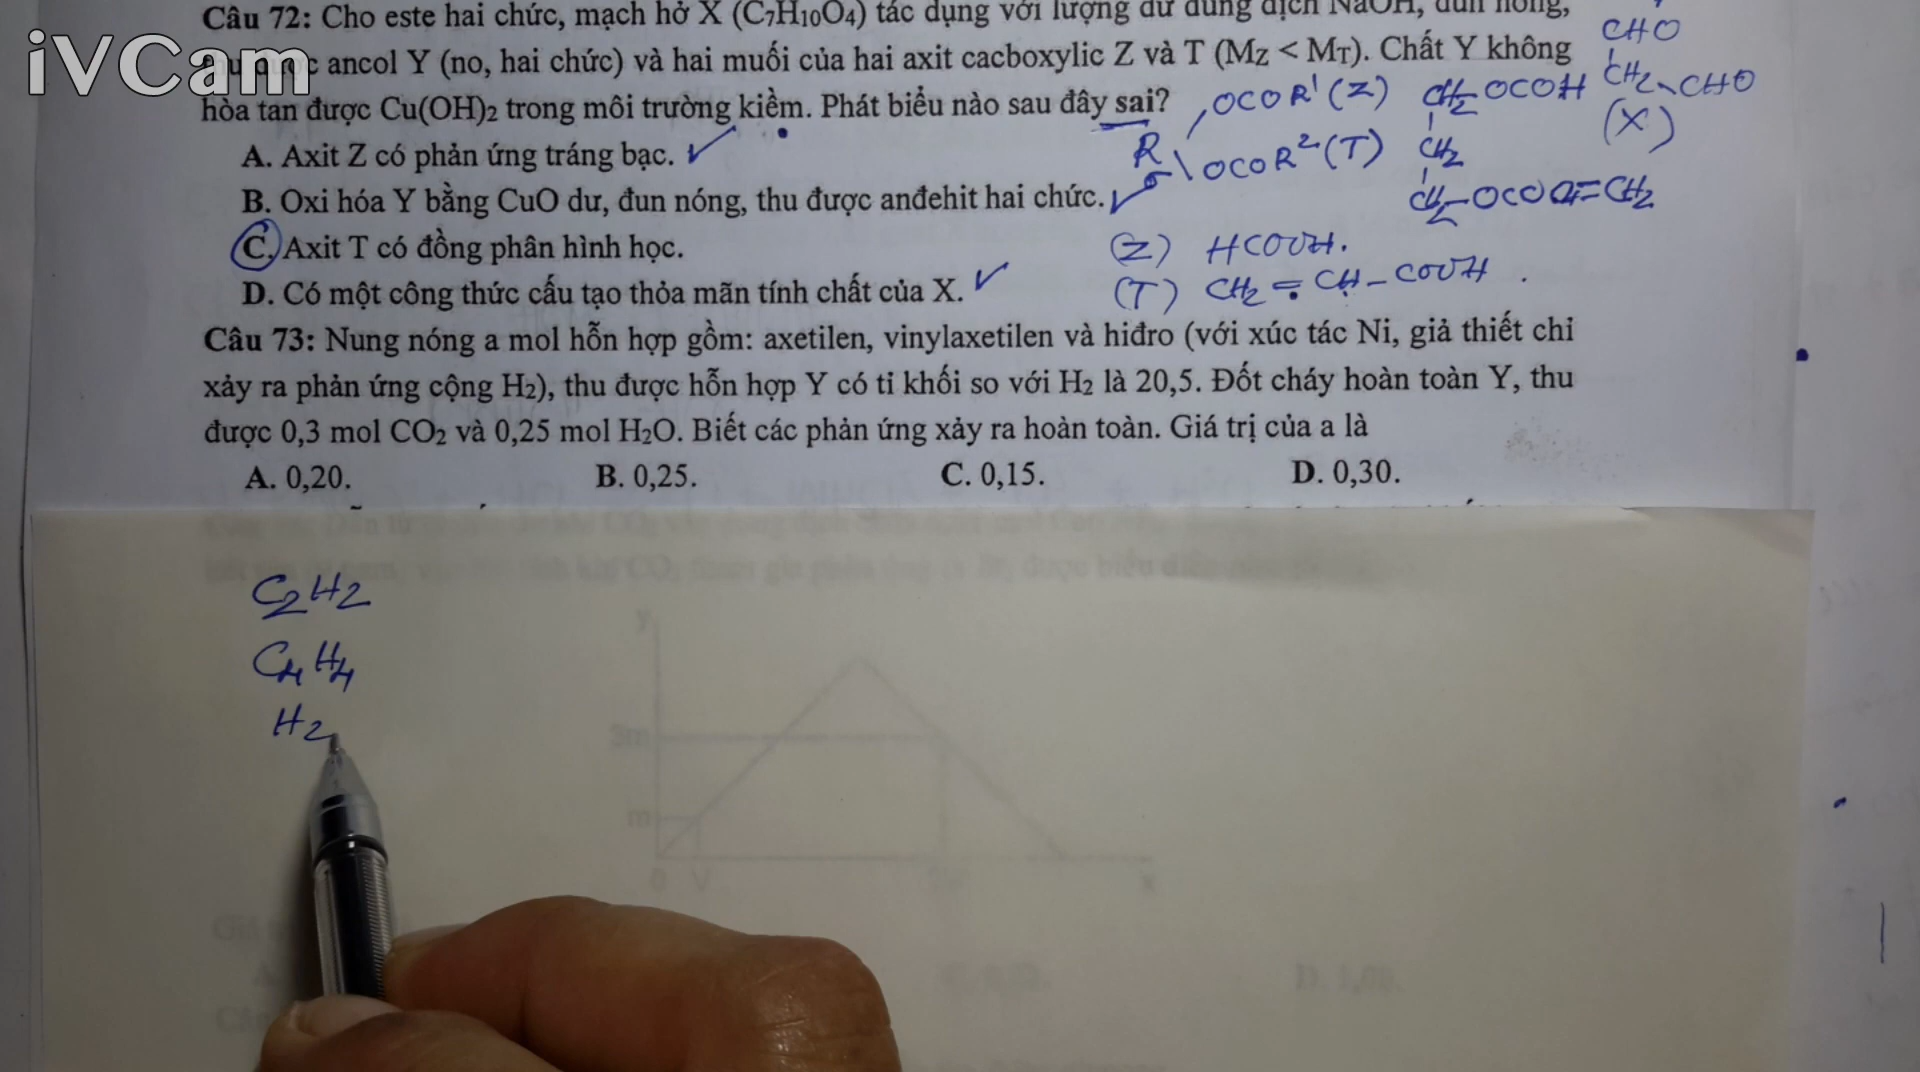 iVCam
Câu 72: Cho este hai chức, mạch hở X (C₇H₁₀O₄) tác dụng với lượng dư dung dịch NaOH, đun nóng,
ancol Y (no, hai chức) và hai muối của hai axit cacboxylic Z và T (M_Z < M_T). Chất Y không
hòa tan được Cu(OH)₂ trong môi trường kiềm. Phát biểu nào sau đây sai?
A. Axit Z có phản ứng tráng bạc. ✓
B. Oxi hóa Y bằng CuO dư, đun nóng, thu được anđehit hai chức. ✓
C. Axit T có đồng phân hình học.
D. Có một công thức cấu tạo thỏa mãn tính chất của X. ✓
R
OCOR¹ (Z)
OCOR² (T)
CH₂-OCOH
CH₂
CH₂-OCOCH=CH₂
CHO
CH₂
CHO
(X)
(Z) HCOOH.
(T) CH₂=CH-COOH.
Câu 73: Nung nóng a mol hỗn hợp gồm: axetilen, vinylaxetilen và hiđro (với xúc tác Ni, giả thiết chỉ
xảy ra phản ứng cộng H₂), thu được hỗn hợp Y có tỉ khối so với H₂ là 20,5. Đốt cháy hoàn toàn Y, thu
được 0,3 mol CO₂ và 0,25 mol H₂O. Biết các phản ứng xảy ra hoàn toàn. Giá trị của a là
A. 0,20. B. 0,25. C. 0,15. D. 0,30.
C₂H₂
C₄H₄
H₂